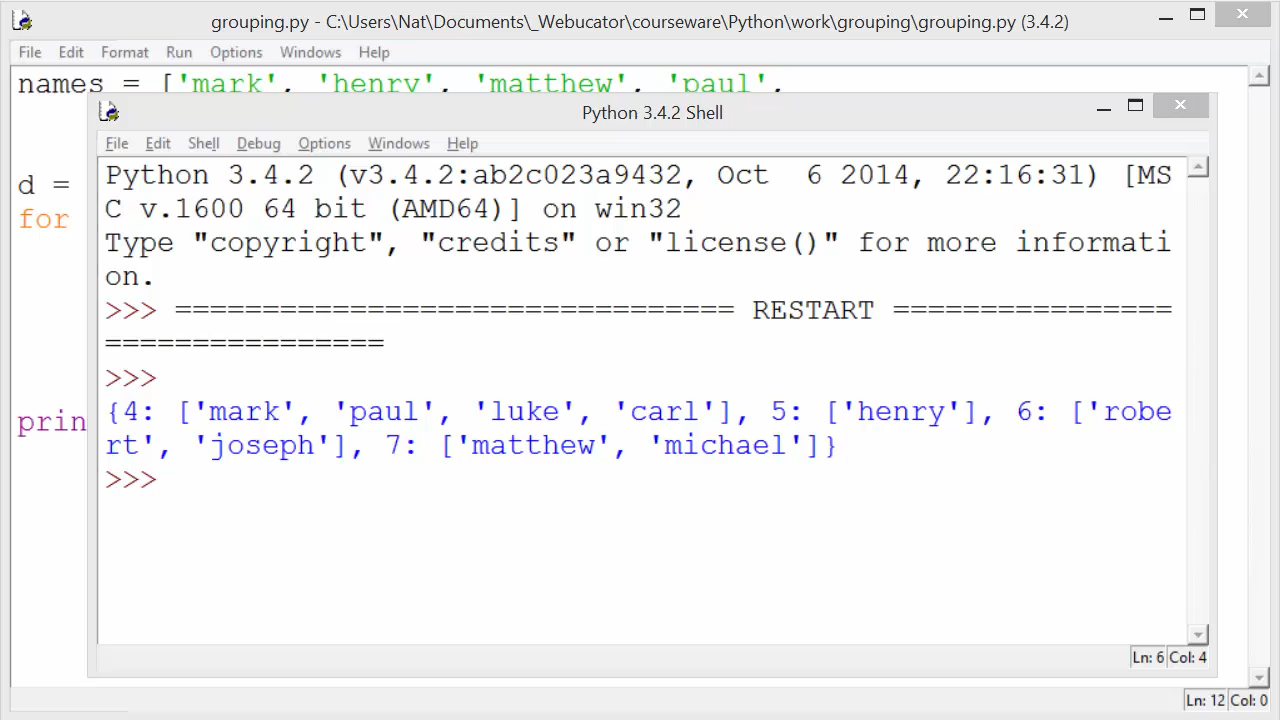 grouping.py - C:\Users\Nat\Documents\_Webucator\courseware\Python\work\grouping\grouping.py (3.4.2)
File Edit Format Run Options Windows Help
names = ['mark', 'henry', 'matthew', 'paul',
d =
for
prin
Python 3.4.2 Shell
File Edit Shell Debug Options Windows Help
Python 3.4.2 (v3.4.2:ab2c023a9432, Oct  6 2014, 22:16:31) [MS
C v.1600 64 bit (AMD64)] on win32
Type "copyright", "credits" or "license()" for more informati
on.
>>> ================================ RESTART ================
================
>>>
{4: ['mark', 'paul', 'luke', 'carl'], 5: ['henry'], 6: ['robe
rt', 'joseph'], 7: ['matthew', 'michael']}
>>>
Ln: 6 Col: 4
Ln: 12 Col: 0